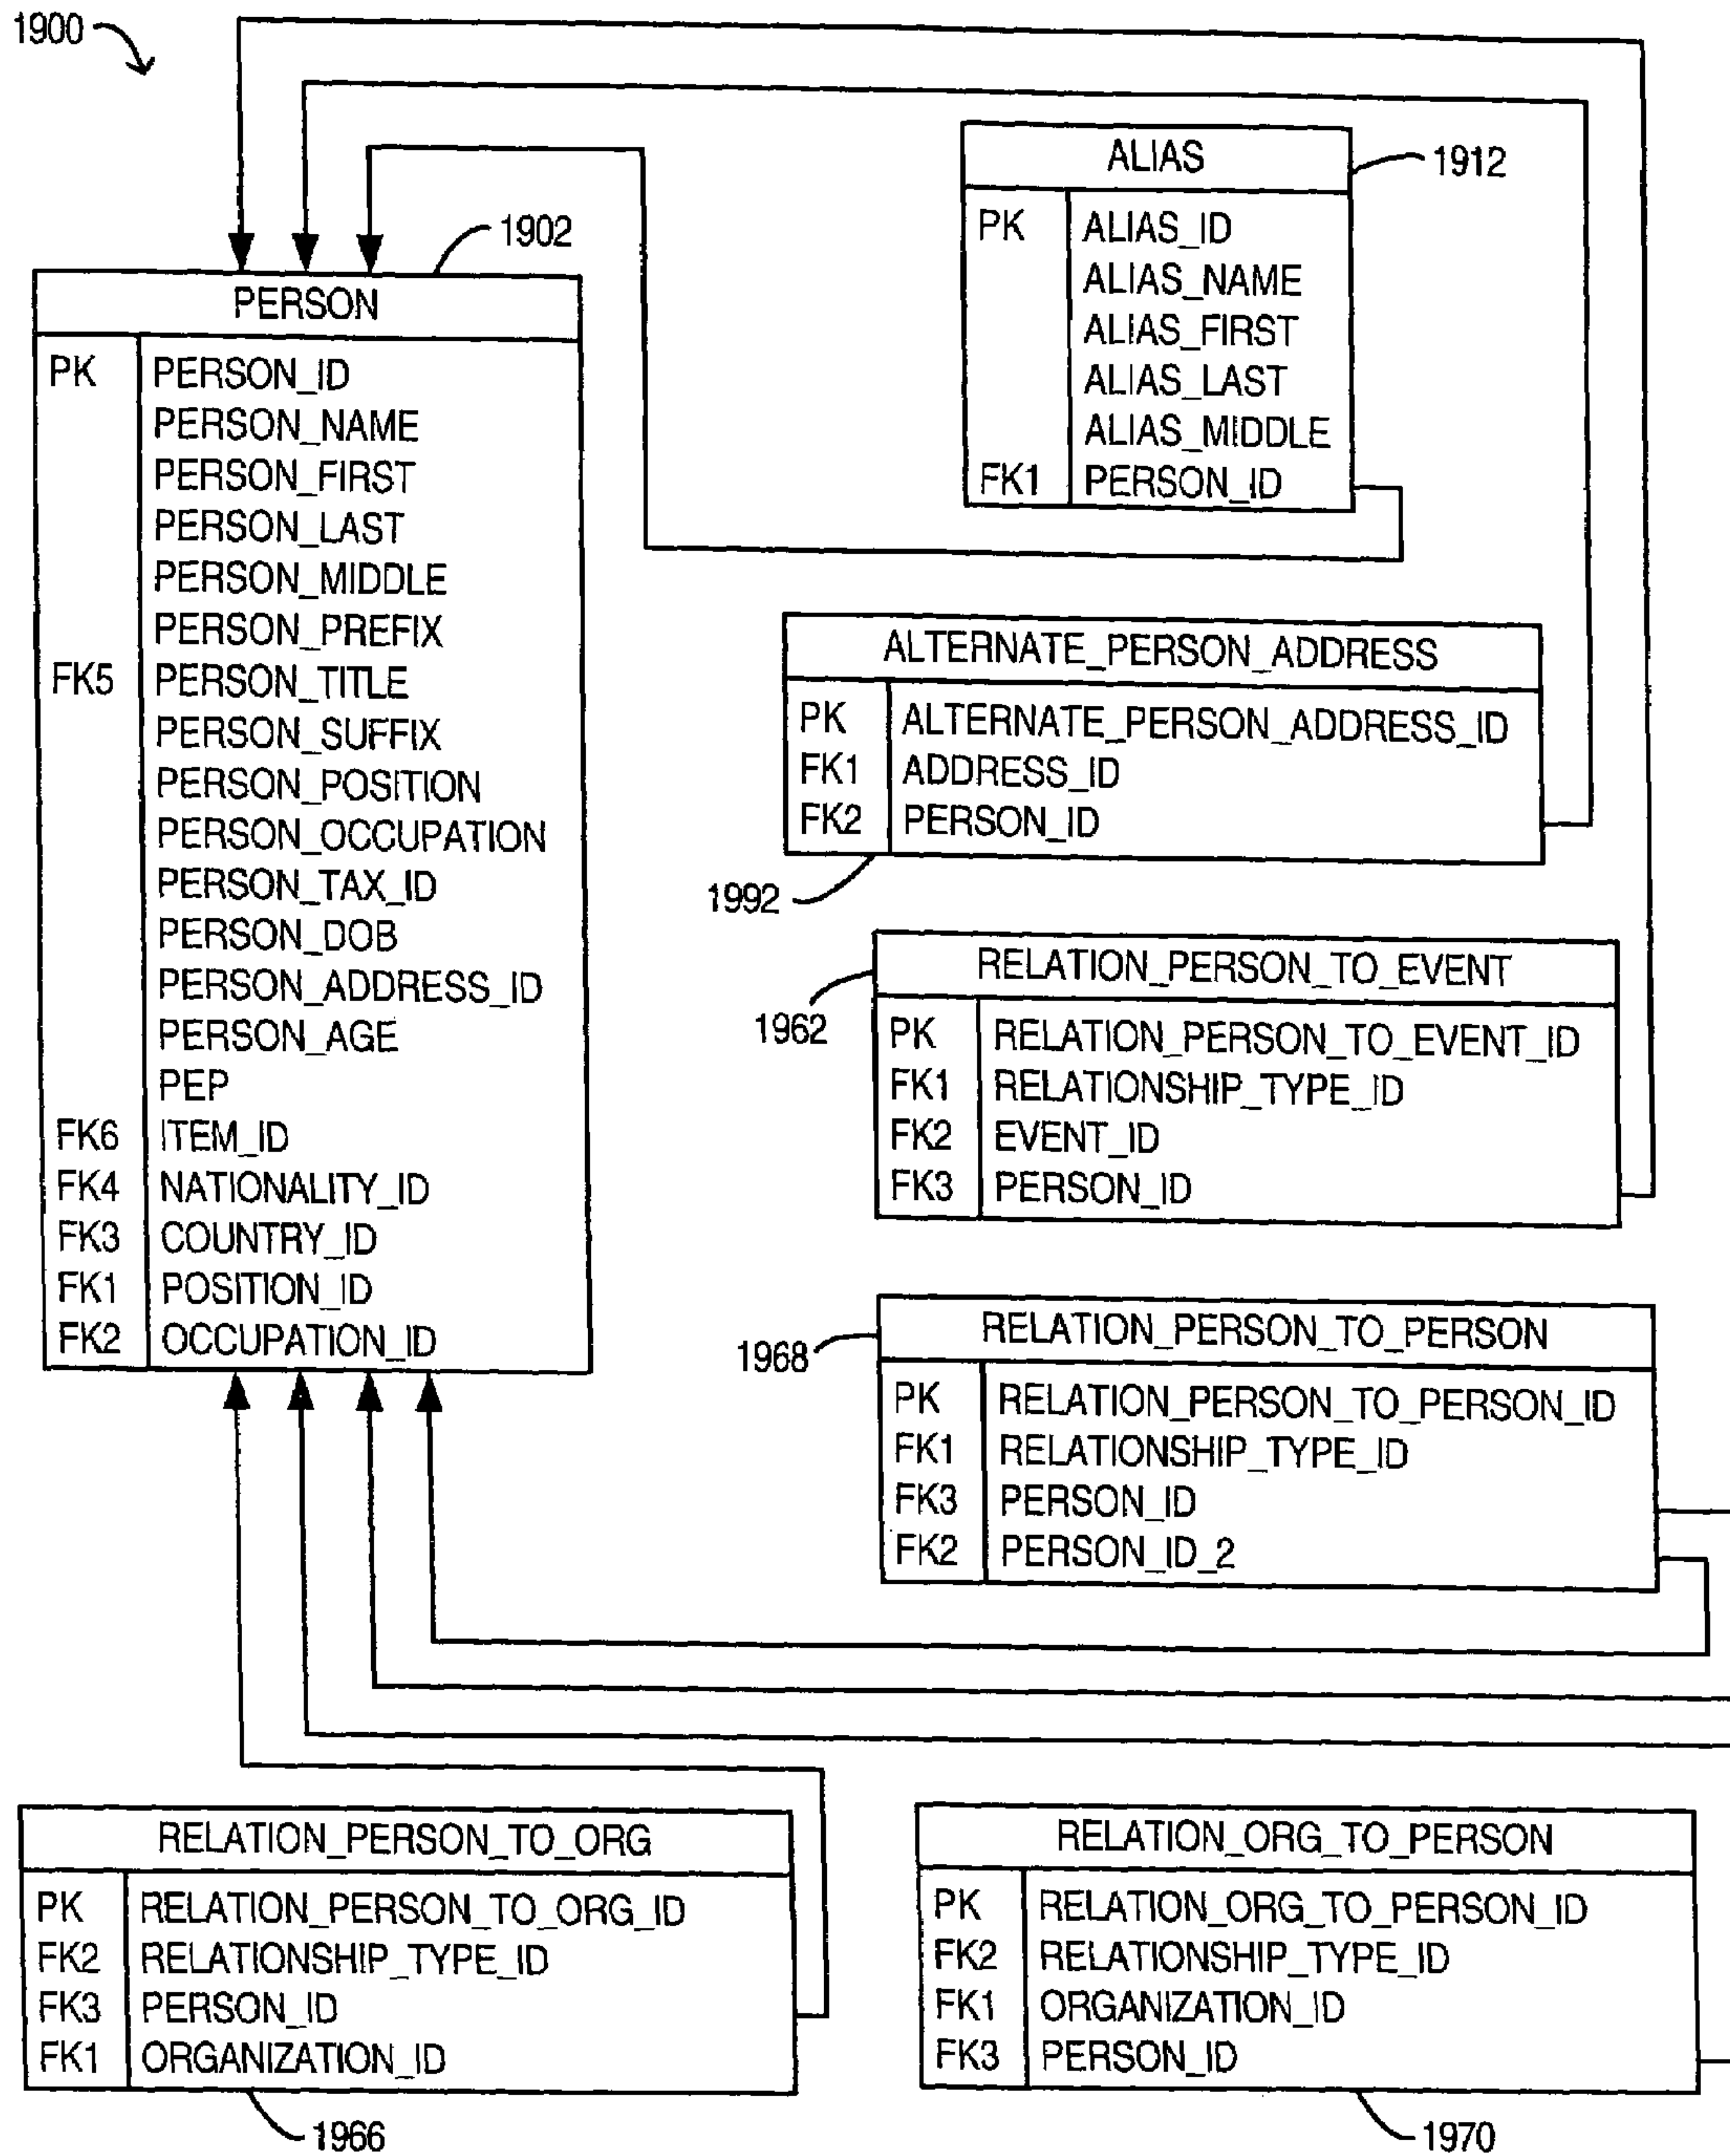 1900
1902
PERSON
PK PERSON_ID
PERSON_NAME
PERSON_FIRST
PERSON_LAST
PERSON_MIDDLE
PERSON_PREFIX
FK5 PERSON_TITLE
PERSON_SUFFIX
PERSON_POSITION
PERSON_OCCUPATION
PERSON_TAX_ID
PERSON_DOB
PERSON_ADDRESS_ID
PERSON_AGE
PEP
FK6 ITEM_ID
FK4 NATIONALITY_ID
FK3 COUNTRY_ID
FK1 POSITION_ID
FK2 OCCUPATION_ID
ALIAS
1912
PK ALIAS_ID
ALIAS_NAME
ALIAS_FIRST
ALIAS_LAST
ALIAS_MIDDLE
FK1 PERSON_ID
ALTERNATE_PERSON_ADDRESS
PK ALTERNATE_PERSON_ADDRESS_ID
FK1 ADDRESS_ID
FK2 PERSON_ID
1992
RELATION_PERSON_TO_EVENT
1962
PK RELATION_PERSON_TO_EVENT_ID
FK1 RELATIONSHIP_TYPE_ID
FK2 EVENT_ID
FK3 PERSON_ID
RELATION_PERSON_TO_PERSON
1968
PK RELATION_PERSON_TO_PERSON_ID
FK1 RELATIONSHIP_TYPE_ID
FK3 PERSON_ID
FK2 PERSON_ID_2
RELATION_PERSON_TO_ORG
PK RELATION_PERSON_TO_ORG_ID
FK2 RELATIONSHIP_TYPE_ID
FK3 PERSON_ID
FK1 ORGANIZATION_ID
1966
RELATION_ORG_TO_PERSON
PK RELATION_ORG_TO_PERSON_ID
FK2 RELATIONSHIP_TYPE_ID
FK1 ORGANIZATION_ID
FK3 PERSON_ID
1970